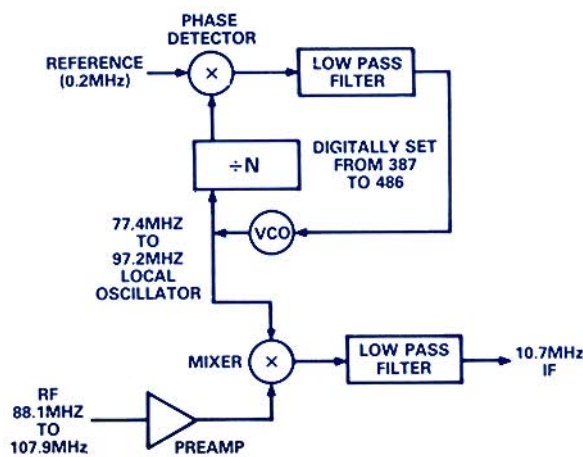 PHASE
DETECTOR
REFERENCE
(0.2MHz)
×
LOW PASS
FILTER
÷N
DIGITALLY SET
FROM 387
TO 486
77.4MHZ
TO
97.2MHZ
LOCAL
OSCILLATOR
VCO
MIXER
×
LOW PASS
FILTER
10.7MHz
IF
RF
88.1MHZ
TO
107.9MHz
PREAMP